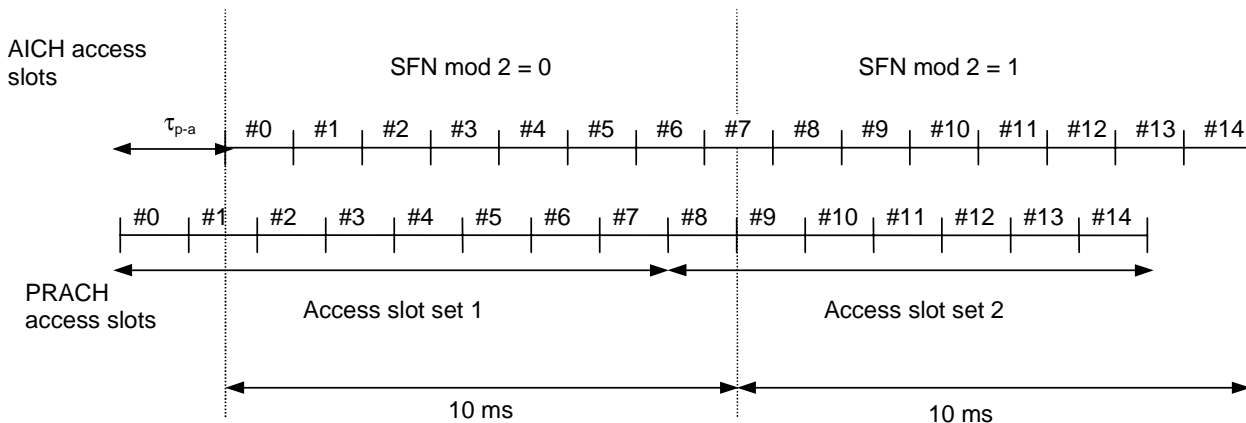 AICH access
slots
SFN mod 2 = 0
SFN mod 2 = 1
τp-a
#0 #1 #2 #3 #4 #5 #6 #7 #8 #9 #10 #11 #12 #13 #14
#0 #1 #2 #3 #4 #5 #6 #7 #8 #9 #10 #11 #12 #13 #14
PRACH
access slots
Access slot set 1
Access slot set 2
10 ms
10 ms